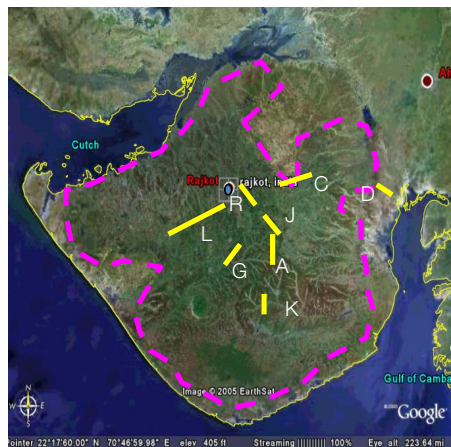 Cutch
Rajkot rajkot, in
C
D
R
J
L
G
A
K
Gulf of Camba
Image © 2005 EarthSat
Google
N
W E
S
Pointer 22°17'60.00" N 70°46'59.98" E elev 405 ft Streaming |||||||||| 100% Eye alt 223.64 mi